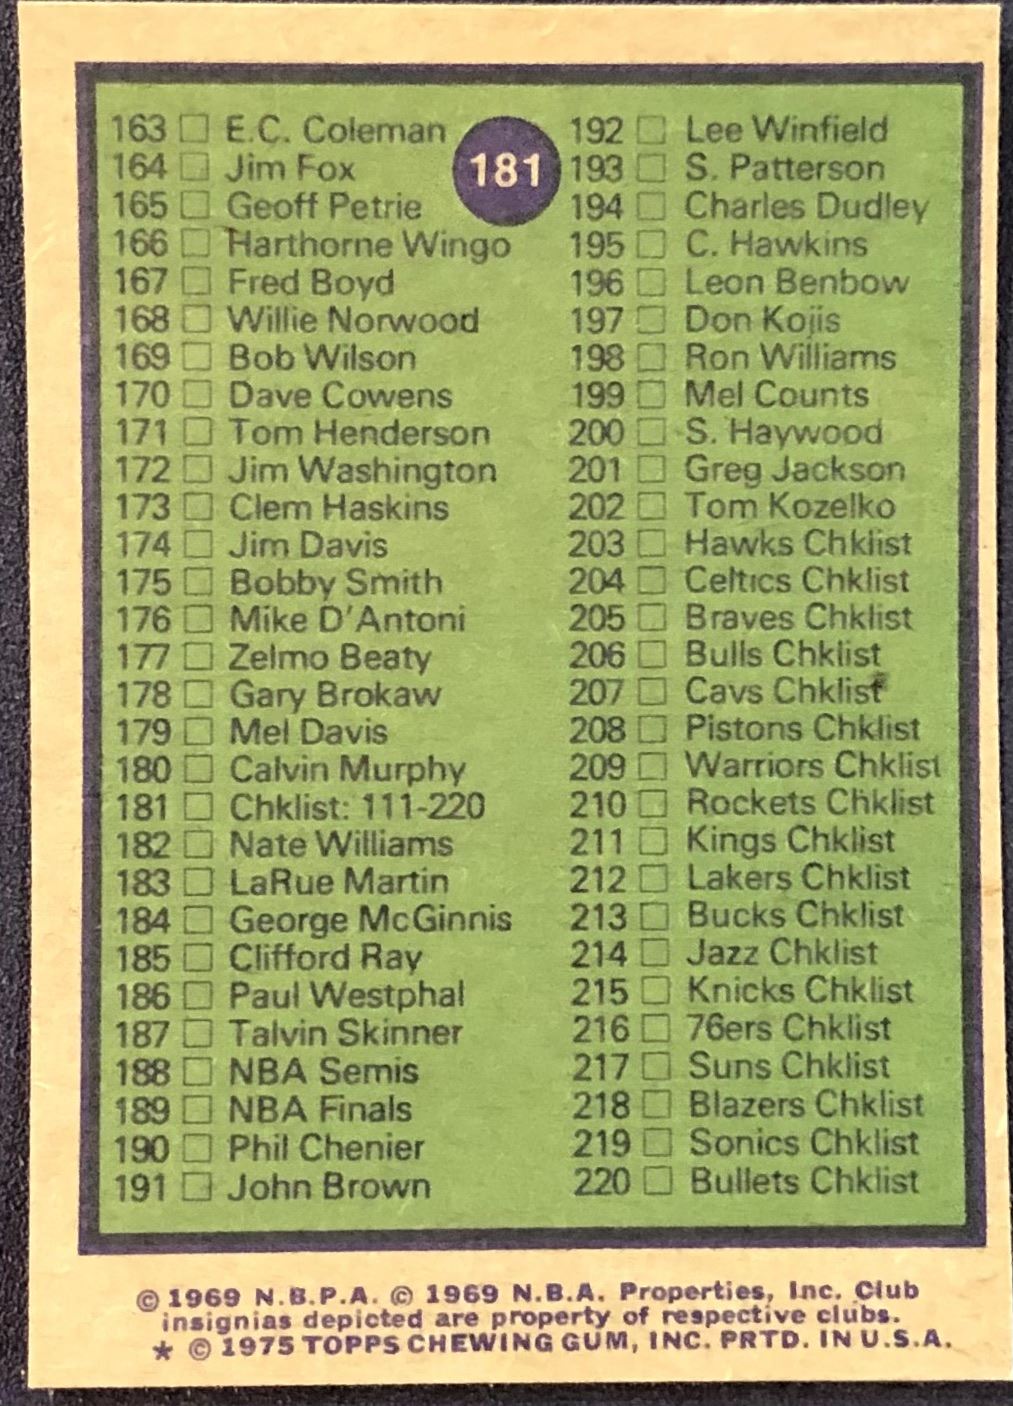 181
163 E.C. Coleman
164 Jim Fox
165 Geoff Petrie
166 Harthorne Wingo
167 Fred Boyd
168 Willie Norwood
169 Bob Wilson
170 Dave Cowens
171 Tom Henderson
172 Jim Washington
173 Clem Haskins
174 Jim Davis
175 Bobby Smith
176 Mike D'Antoni
177 Zelmo Beaty
178 Gary Brokaw
179 Mel Davis
180 Calvin Murphy
181 Chklist: 111-220
182 Nate Williams
183 LaRue Martin
184 George McGinnis
185 Clifford Ray
186 Paul Westphal
187 Talvin Skinner
188 NBA Semis
189 NBA Finals
190 Phil Chenier
191 John Brown
192 Lee Winfield
193 S. Patterson
194 Charles Dudley
195 C. Hawkins
196 Leon Benbow
197 Don Kojis
198 Ron Williams
199 Mel Counts
200 S. Haywood
201 Greg Jackson
202 Tom Kozelko
203 Hawks Chklist
204 Celtics Chklist
205 Braves Chklist
206 Bulls Chklist
207 Cavs Chklist
208 Pistons Chklist
209 Warriors Chklist
210 Rockets Chklist
211 Kings Chklist
212 Lakers Chklist
213 Bucks Chklist
214 Jazz Chklist
215 Knicks Chklist
216 76ers Chklist
217 Suns Chklist
218 Blazers Chklist
219 Sonics Chklist
220 Bullets Chklist
© 1969 N.B.P.A. © 1969 N.B.A. Properties, Inc. Club
insignias depicted are property of respective clubs.
* © 1975 TOPPS CHEWING GUM, INC. PRTD. IN U.S.A.